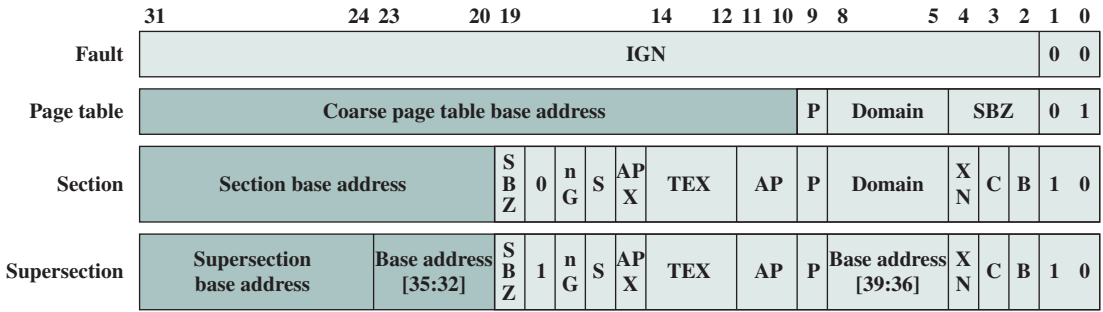 31 24 23 20 19 14 12 11 10 9 8 5 4 3 2 1 0
Fault IGN 0 0
Page table Coarse page table base address P Domain SBZ 0 1
Section Section base address S B Z 0 n G S AP X TEX AP P Domain X N C B 1 0
Supersection Supersection base address Base address [35:32] S B Z 1 n G S AP X TEX AP P Base address [39:36] X N C B 1 0